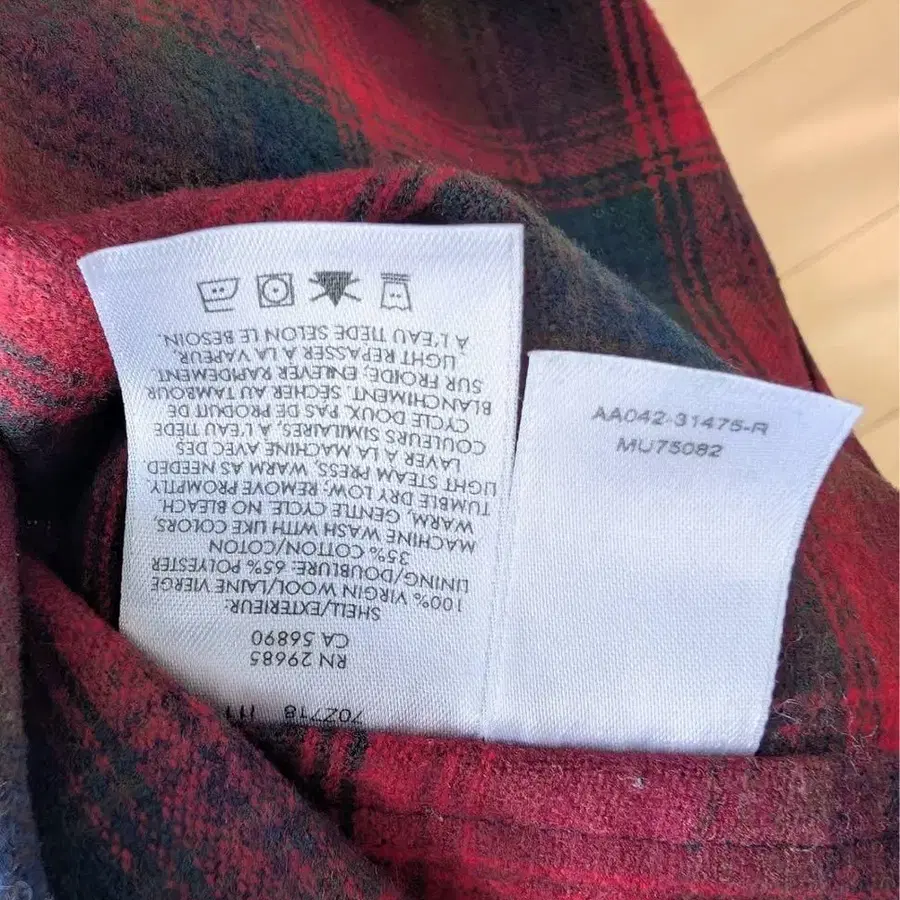 70Z718
RN 29685
CA 56890
SHELL/EXTERIEUR:
100% VIRGIN WOOL/LAINE VIERGE
LINING/DOUBLURE: 65% POLYESTER
35% COTTON/COTON
MACHINE WASH WITH LIKE COLORS,
WARM, GENTLE CYCLE. NO BLEACH.
TUMBLE DRY LOW; REMOVE PROMPTLY
LIGHT STEAM PRESS, WARM AS NEEDED
LAVER A LA MACHINE AVEC DES
COULEURS SIMILAIRES, A L'EAU TIEDE
CYCLE DOUX. PAS DE PRODUIT DE
BLANCHIMENT. SÉCHER AU TAMBOUR
SUR FROIDE; ENLEVER RAPIDEMENT
LIGHT REPASSER A LA VAPEUR,
A L'EAU TIEDE SELON LE BESOIN.
AA042-31475-R
MU75082